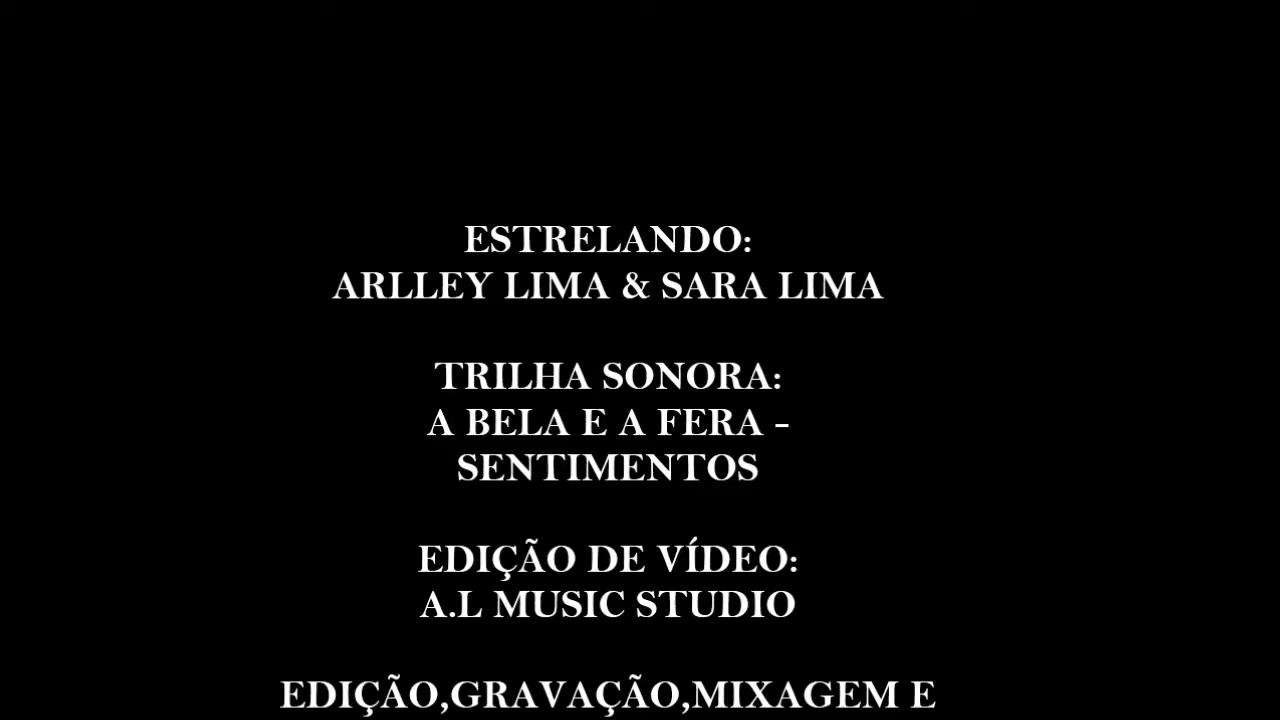 ESTRELANDO:
ARLLEY LIMA & SARA LIMA
TRILHA SONORA:
A BELA E A FERA -
SENTIMENTOS
EDIÇÃO DE VÍDEO:
A.L MUSIC STUDIO
EDIÇÃO,GRAVAÇÃO,MIXAGEM E